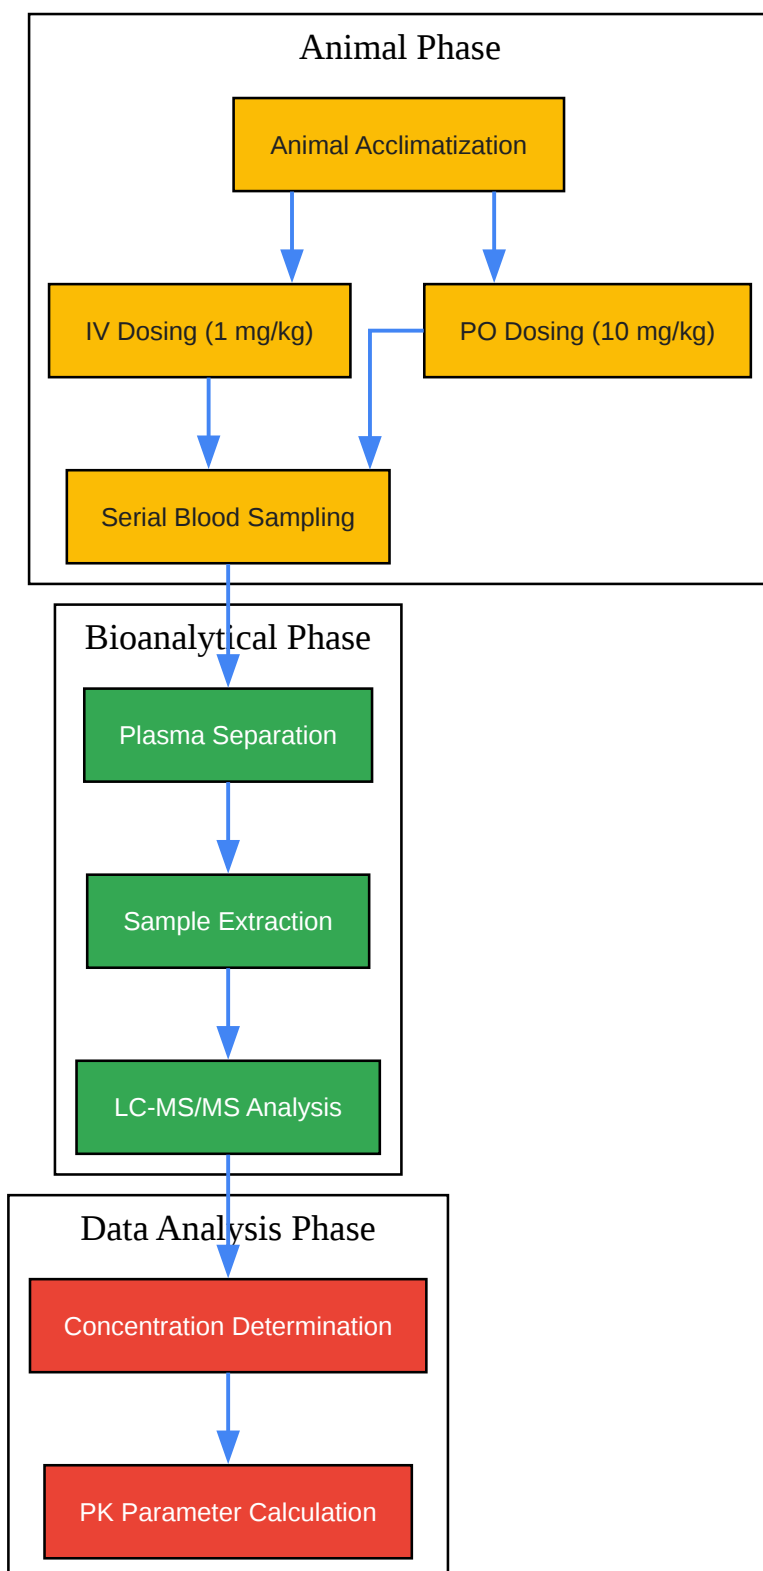 Animal Phase
Animal Acclimatization
IV Dosing (1 mg/kg)
PO Dosing (10 mg/kg)
Serial Blood Sampling
Bioanalytical Phase
Plasma Separation
Sample Extraction
LC-MS/MS Analysis
Data Analysis Phase
Concentration Determination
PK Parameter Calculation